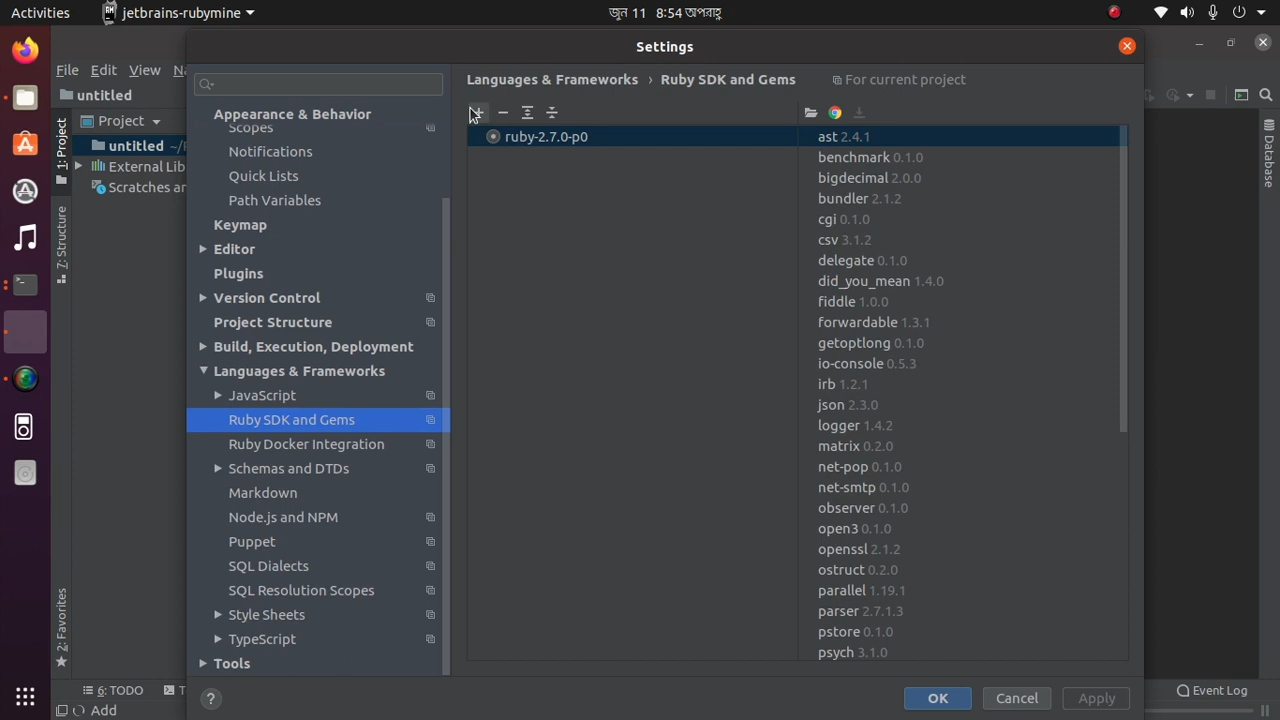 Activities
jetbrains-rubymine
জুন 11 8:54 অপরাহ্ণ
Settings
File Edit View
untitled
Project
1: Project
untitled
External Lib
Scratches
7: Structure
2: Favorites
Database
6: TODO
Event Log
Add
Appearance & Behavior
Scopes
Notifications
Quick Lists
Path Variables
Keymap
Editor
Plugins
Version Control
Project Structure
Build, Execution, Deployment
Languages & Frameworks
JavaScript
Ruby SDK and Gems
Ruby Docker Integration
Schemas and DTDs
Markdown
Node.js and NPM
Puppet
SQL Dialects
SQL Resolution Scopes
Style Sheets
TypeScript
Tools
Languages & Frameworks › Ruby SDK and Gems
For current project
ruby-2.7.0-p0
ast 2.4.1
benchmark 0.1.0
bigdecimal 2.0.0
bundler 2.1.2
cgi 0.1.0
csv 3.1.2
delegate 0.1.0
did_you_mean 1.4.0
fiddle 1.0.0
forwardable 1.3.1
getoptlong 0.1.0
io-console 0.5.3
irb 1.2.1
json 2.3.0
logger 1.4.2
matrix 0.2.0
net-pop 0.1.0
net-smtp 0.1.0
observer 0.1.0
open3 0.1.0
openssl 2.1.2
ostruct 0.2.0
parallel 1.19.1
parser 2.7.1.3
pstore 0.1.0
psych 3.1.0
?
OK
Cancel
Apply